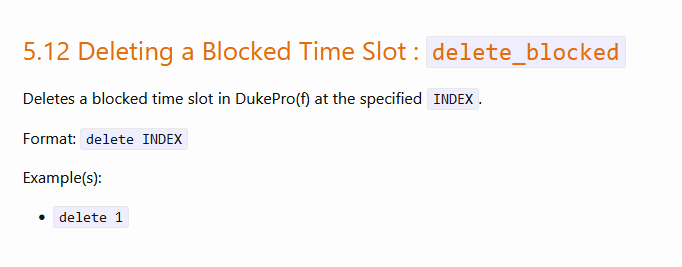 5.12 Deleting a Blocked Time Slot : delete_blocked
Deletes a blocked time slot in DukePro(f) at the specified INDEX.
Format: delete INDEX
Example(s):
• delete 1